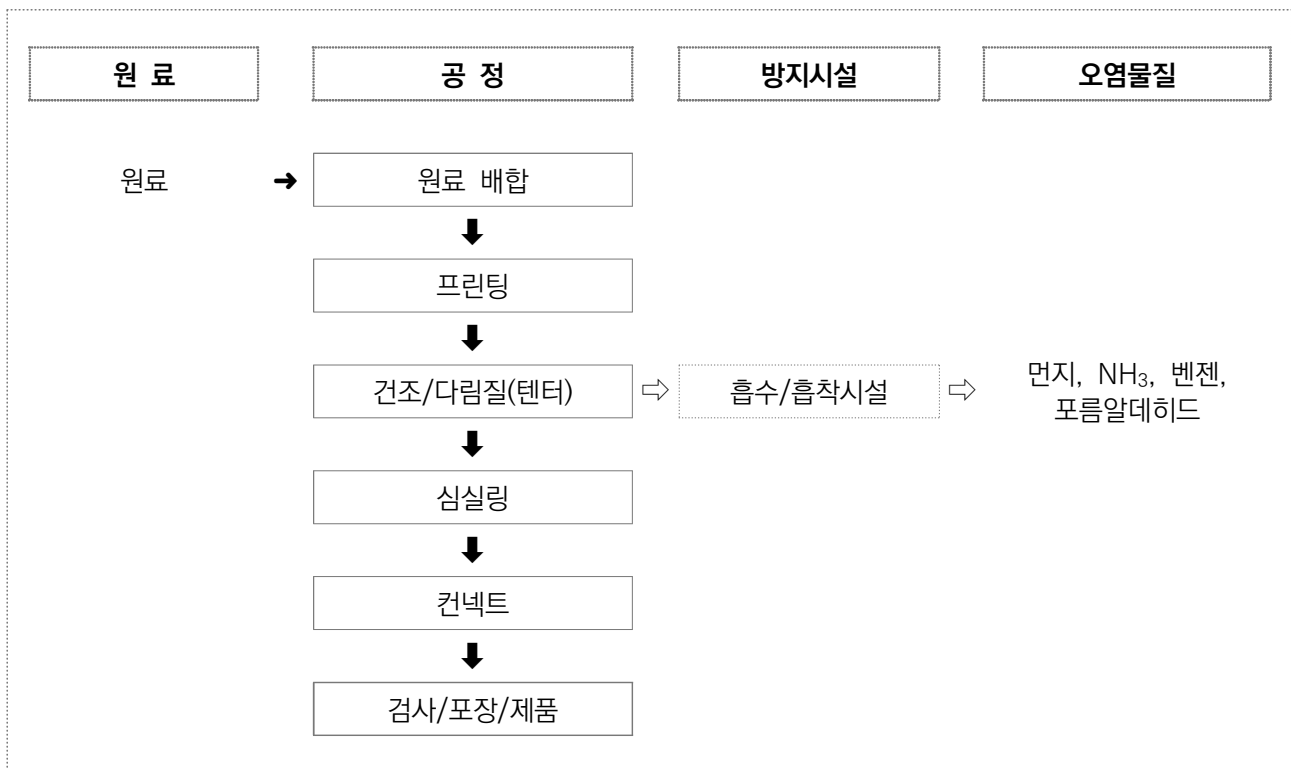 원 료 공 정 방지시설 오염물질
원료 ➜ 원료 배합
프린팅
건조/다림질(텐터) ⇨ 흡수/흡착시설 ⇨ 먼지, NH₃, 벤젠,
포름알데히드
심실링
컨넥트
검사/포장/제품